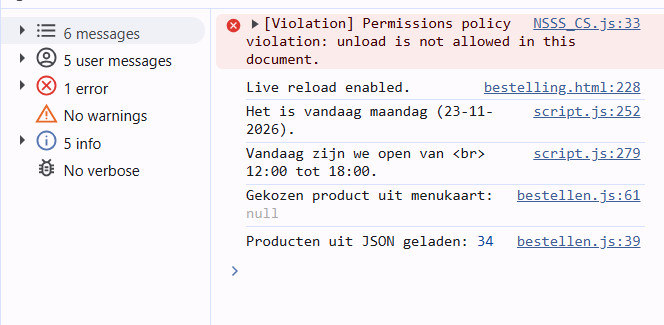 6 messages
5 user messages
1 error
No warnings
5 info
No verbose
[Violation] Permissions policy NSSS_CS.js:33
violation: unload is not allowed in this
document.
Live reload enabled. bestelling.html:228
Het is vandaag maandag (23-11- script.js:252
2026).
Vandaag zijn we open van <br> script.js:279
12:00 tot 18:00.
Gekozen product uit menukaart: bestellen.js:61
null
Producten uit JSON geladen: 34 bestellen.js:39